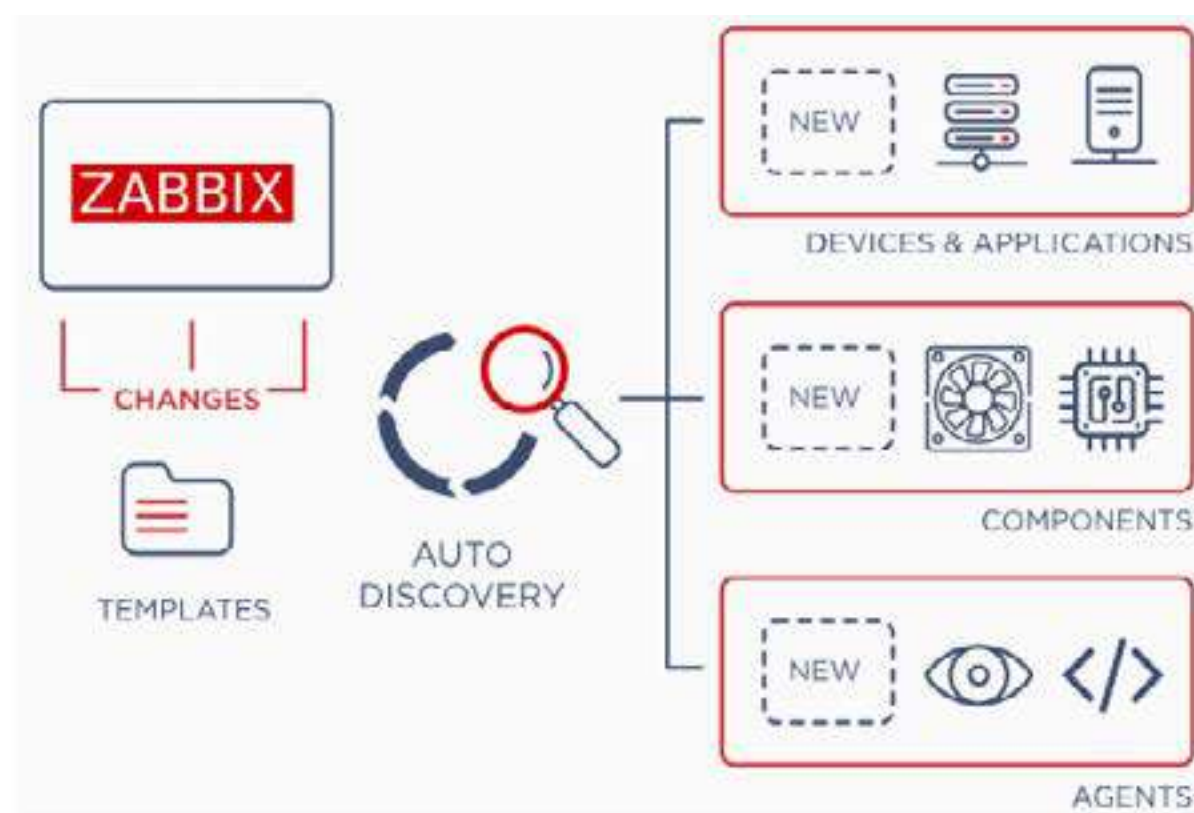 ZABBIX
CHANGES
TEMPLATES
AUTO
DISCOVERY
NEW
DEVICES & APPLICATIONS
NEW
COMPONENTS
NEW
AGENTS